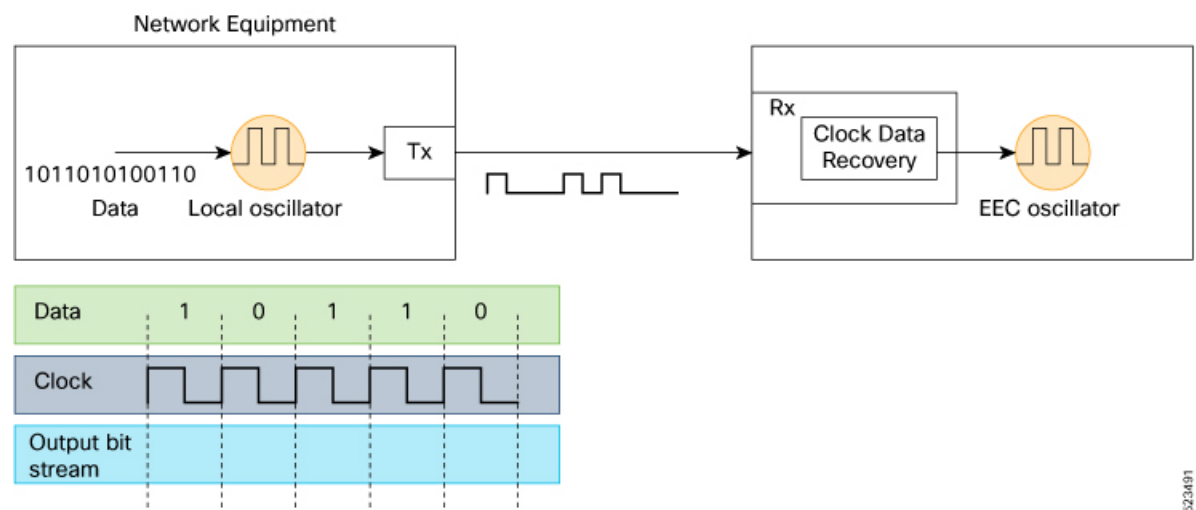 Network Equipment
1011010100110
Data
Local oscillator
Tx
Rx
Clock Data
Recovery
EEC oscillator
Data 1 0 1 1 0
Clock
Output bit
stream
523491